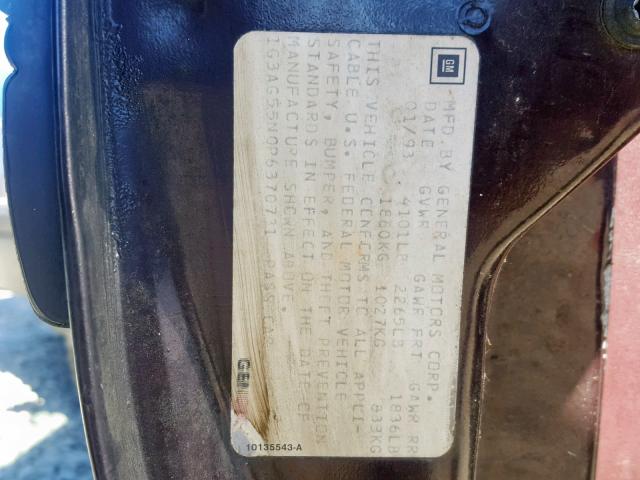 GM
MFD. BY GENERAL MOTORS CORP.
DATE GVWR GAWR FRT GAWR RR
01/93 4101LB 2265LB 1836LB
1860KG 1027KG 833KG
THIS VEHICLE CONFORMS TO ALL APPLI-
CABLE U.S. FEDERAL MOTOR VEHICLE
SAFETY, BUMPER, AND THEFT PREVENTION
STANDARDS IN EFFECT ON THE DATE OF
MANUFACTURE SHOWN ABOVE.
1G3AG55N0P6370771 PASS CAR
10135543-A